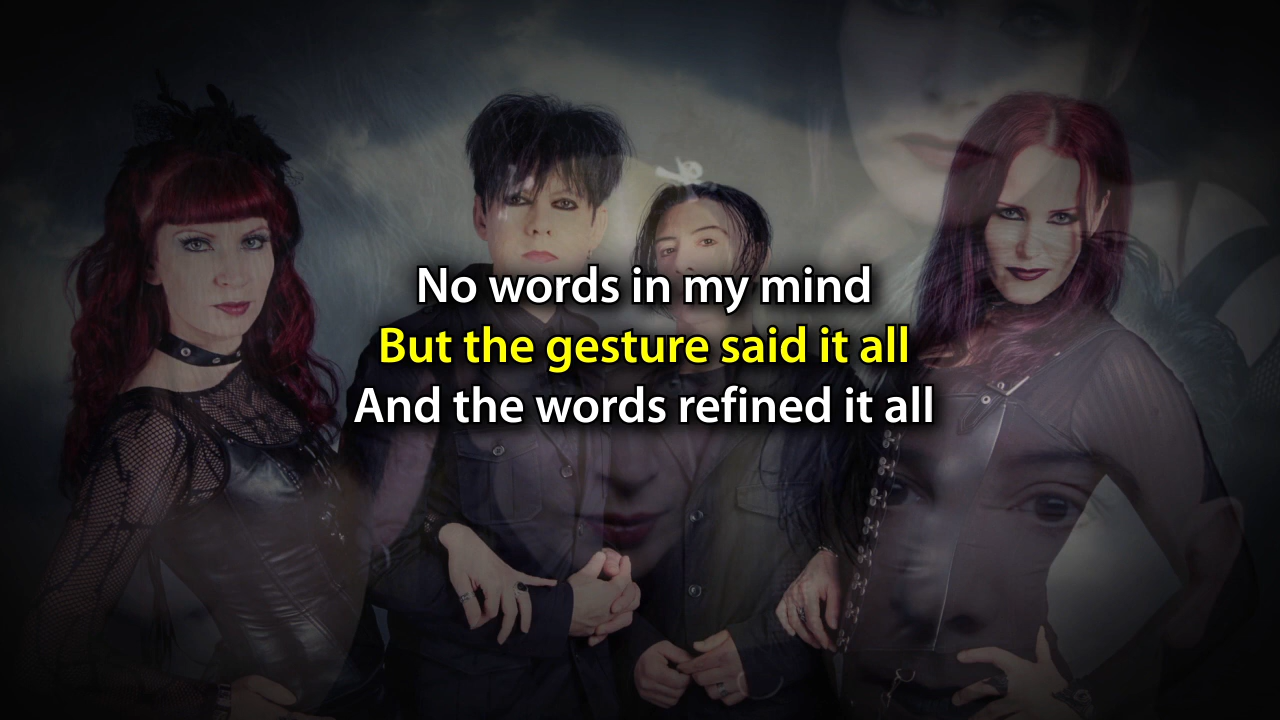 No words in my mind
But the gesture said it all
And the words refined it all